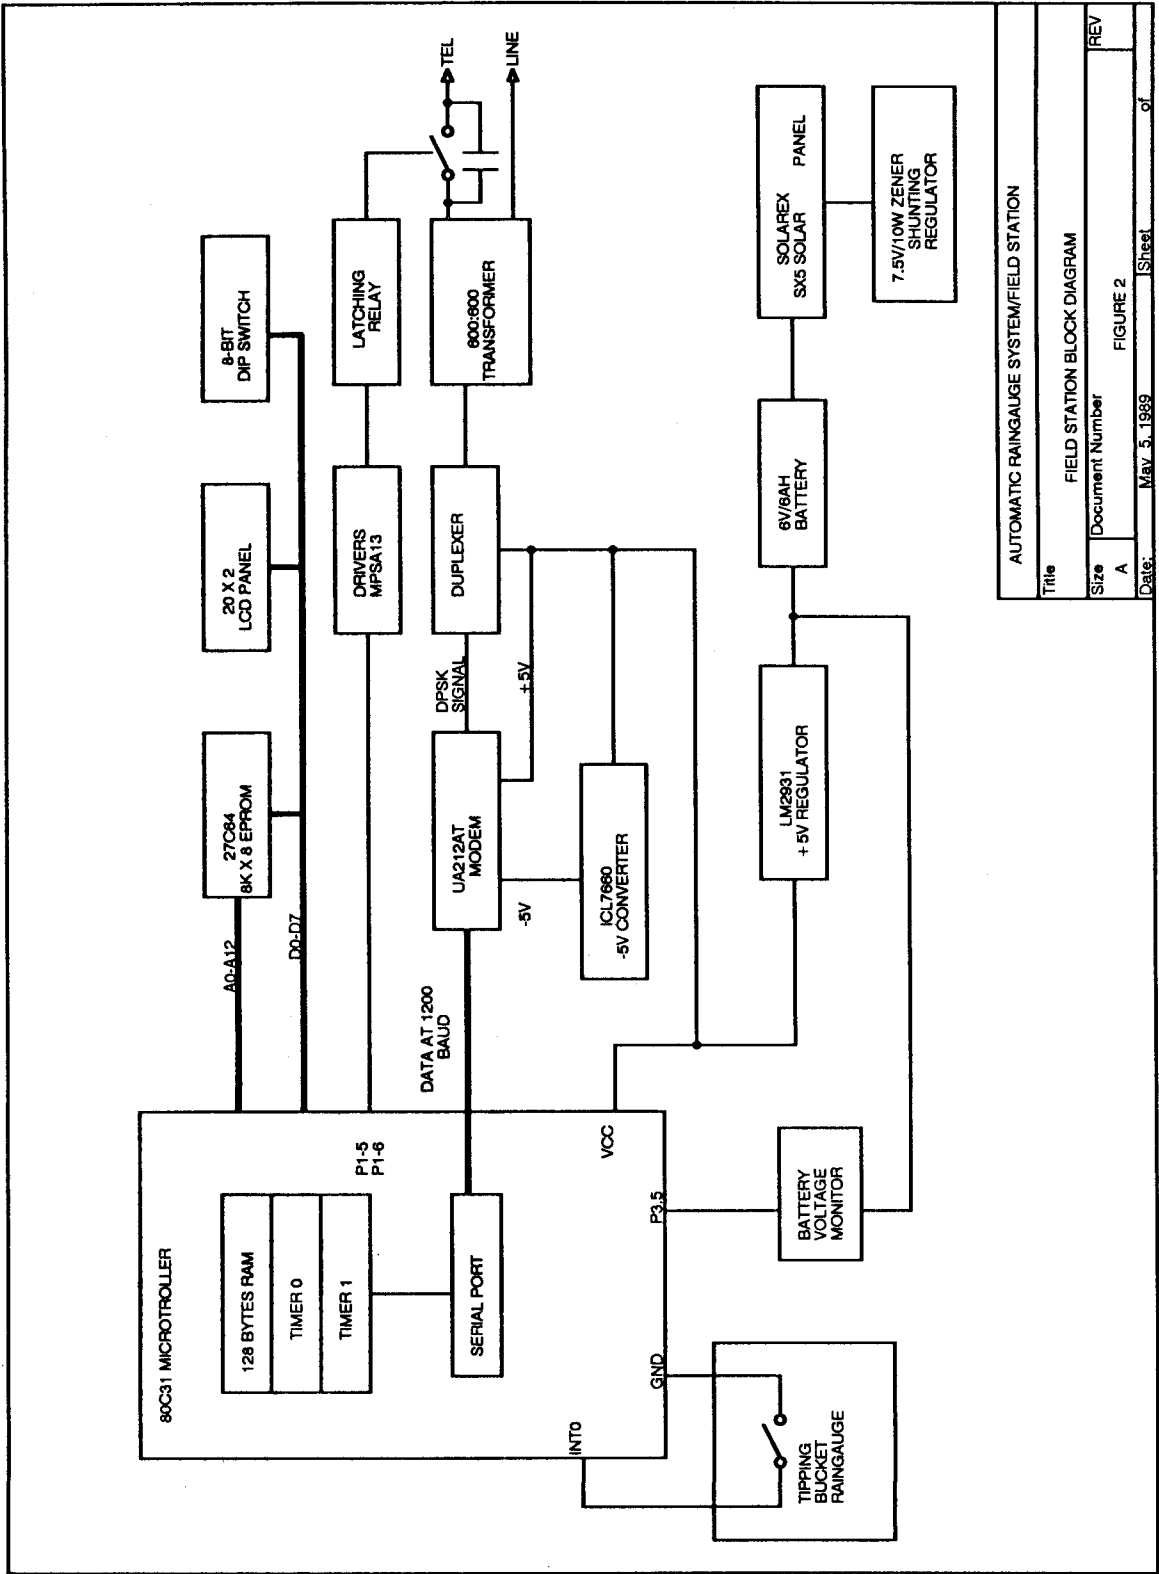 80C31 MICROTROLLER
128 BYTES RAM
TIMER 0
TIMER 1
SERIAL PORT
P1-5
P1-6
VCC
P3.5
GND
INT0
TIPPING
BUCKET
RAINGAUGE
BATTERY
VOLTAGE
MONITOR
A0-A12
D0-D7
DATA AT 1200
BAUD
27C64
8K X 8 EPROM
20 X 2
LCD PANEL
8-BIT
DIP SWITCH
DRIVERS
MPSA13
LATCHING
RELAY
UA212AT
MODEM
DPSK
SIGNAL
DUPLEXER
600:600
TRANSFORMER
TEL
LINE
+5V
-5V
ICL7660
-5V CONVERTER
LM2931
+5V REGULATOR
6V/6AH
BATTERY
SOLAREX
SX5 SOLAR PANEL
7.5V/10W ZENER
SHUNTING
REGULATOR
AUTOMATIC RAINGAUGE SYSTEM/FIELD STATION
Title
FIELD STATION BLOCK DIAGRAM
Size Document Number REV
A FIGURE 2
Date: May 5, 1989 Sheet of